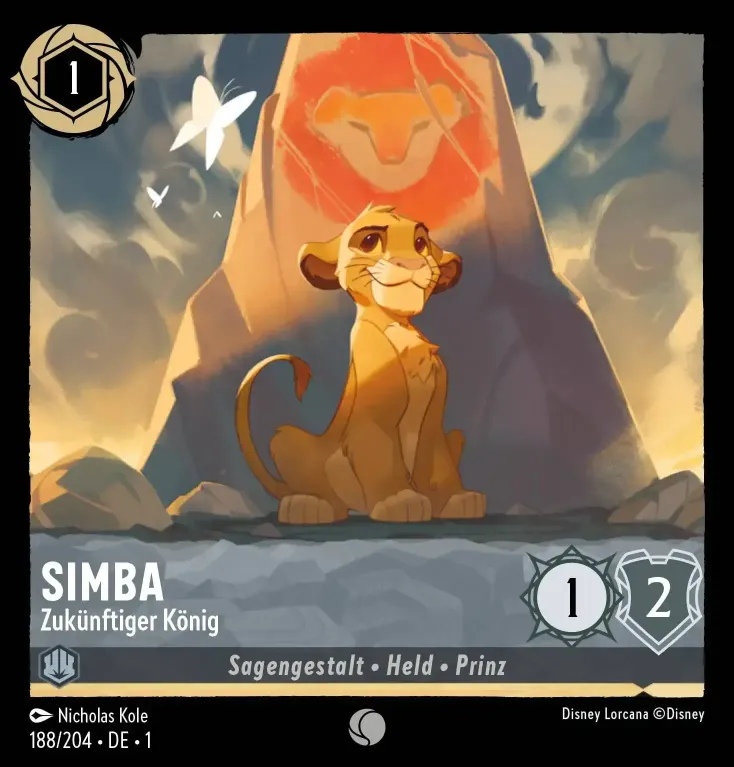 1
SIMBA
Zukünftiger König
1 2
Sagengestalt • Held • Prinz
Nicholas Kole
Disney Lorcana ©Disney
188/204 • DE • 1